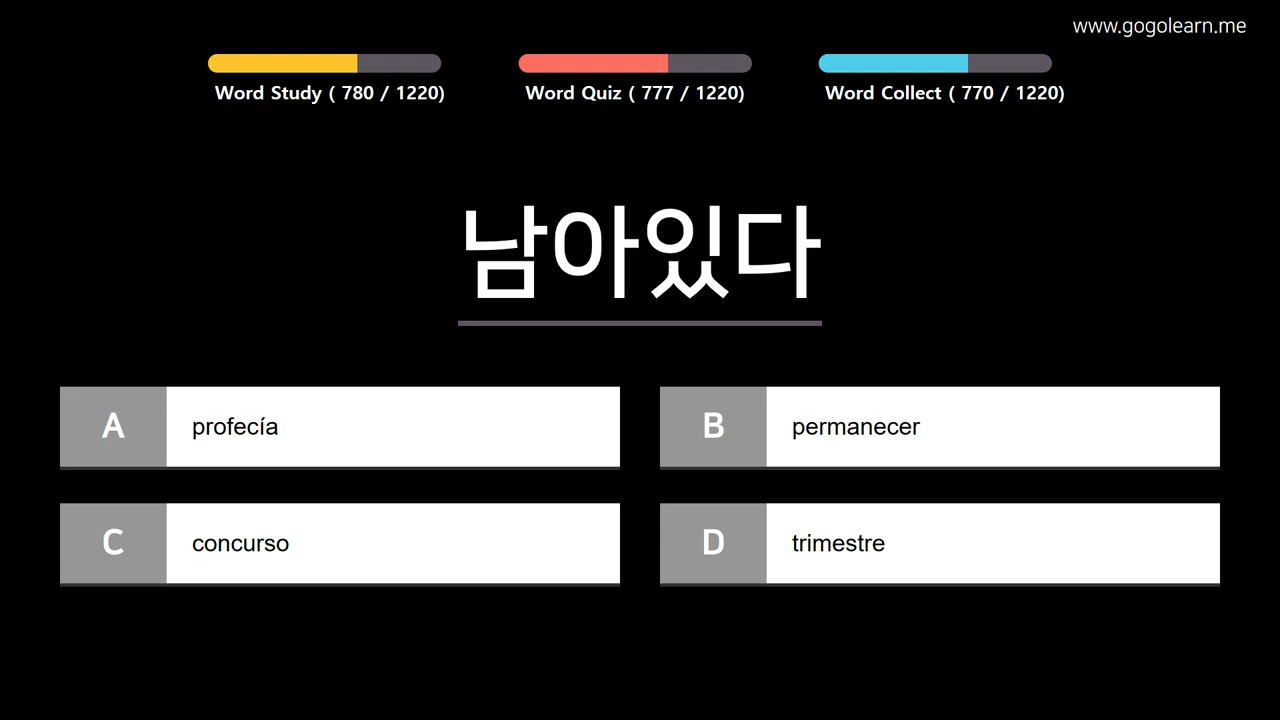 www.gogolearn.me
Word Study ( 780 / 1220)
Word Quiz ( 777 / 1220)
Word Collect ( 770 / 1220)
남아있다
A profecía
B permanecer
C concurso
D trimestre